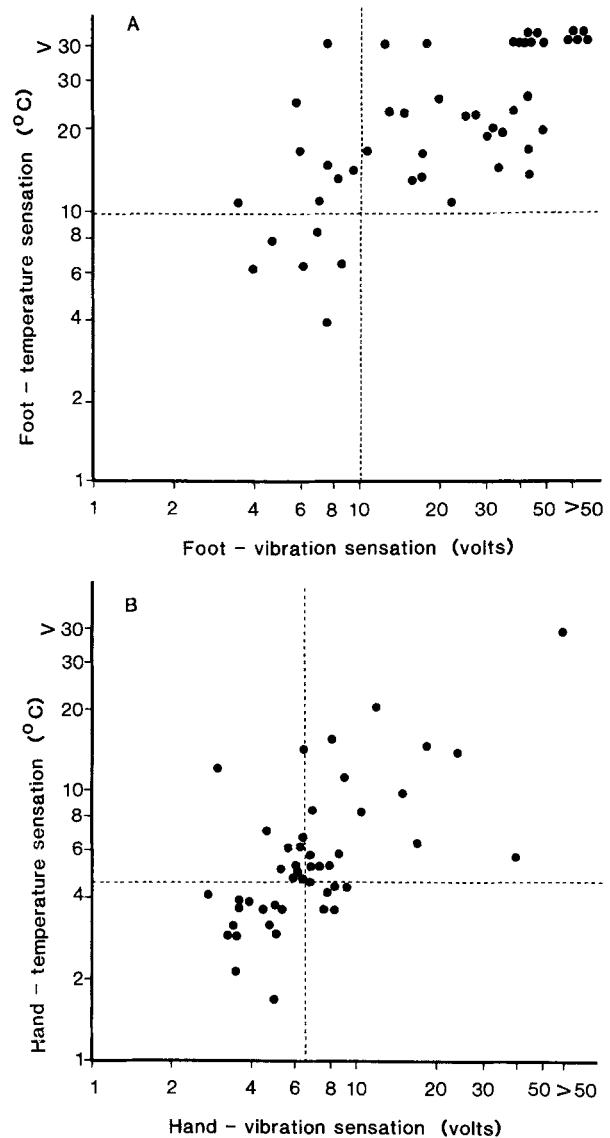 A
> 30
30
20
10
8
6
4
2
1
Foot – temperature sensation (°C)
1 2 4 6 8 10 20 30 50 >50
Foot – vibration sensation (volts)
B
> 30
30
20
10
8
6
4
2
1
Hand – temperature sensation (°C)
1 2 4 6 8 10 20 30 50 >50
Hand – vibration sensation (volts)